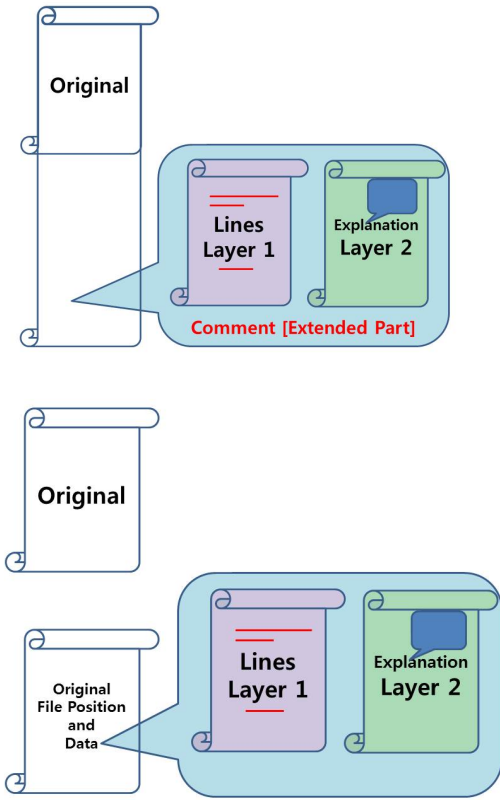 Original
Lines
Layer 1
Explanation
Layer 2
Comment [Extended Part]
Original
Original
File Position
and
Data
Lines
Layer 1
Explanation
Layer 2